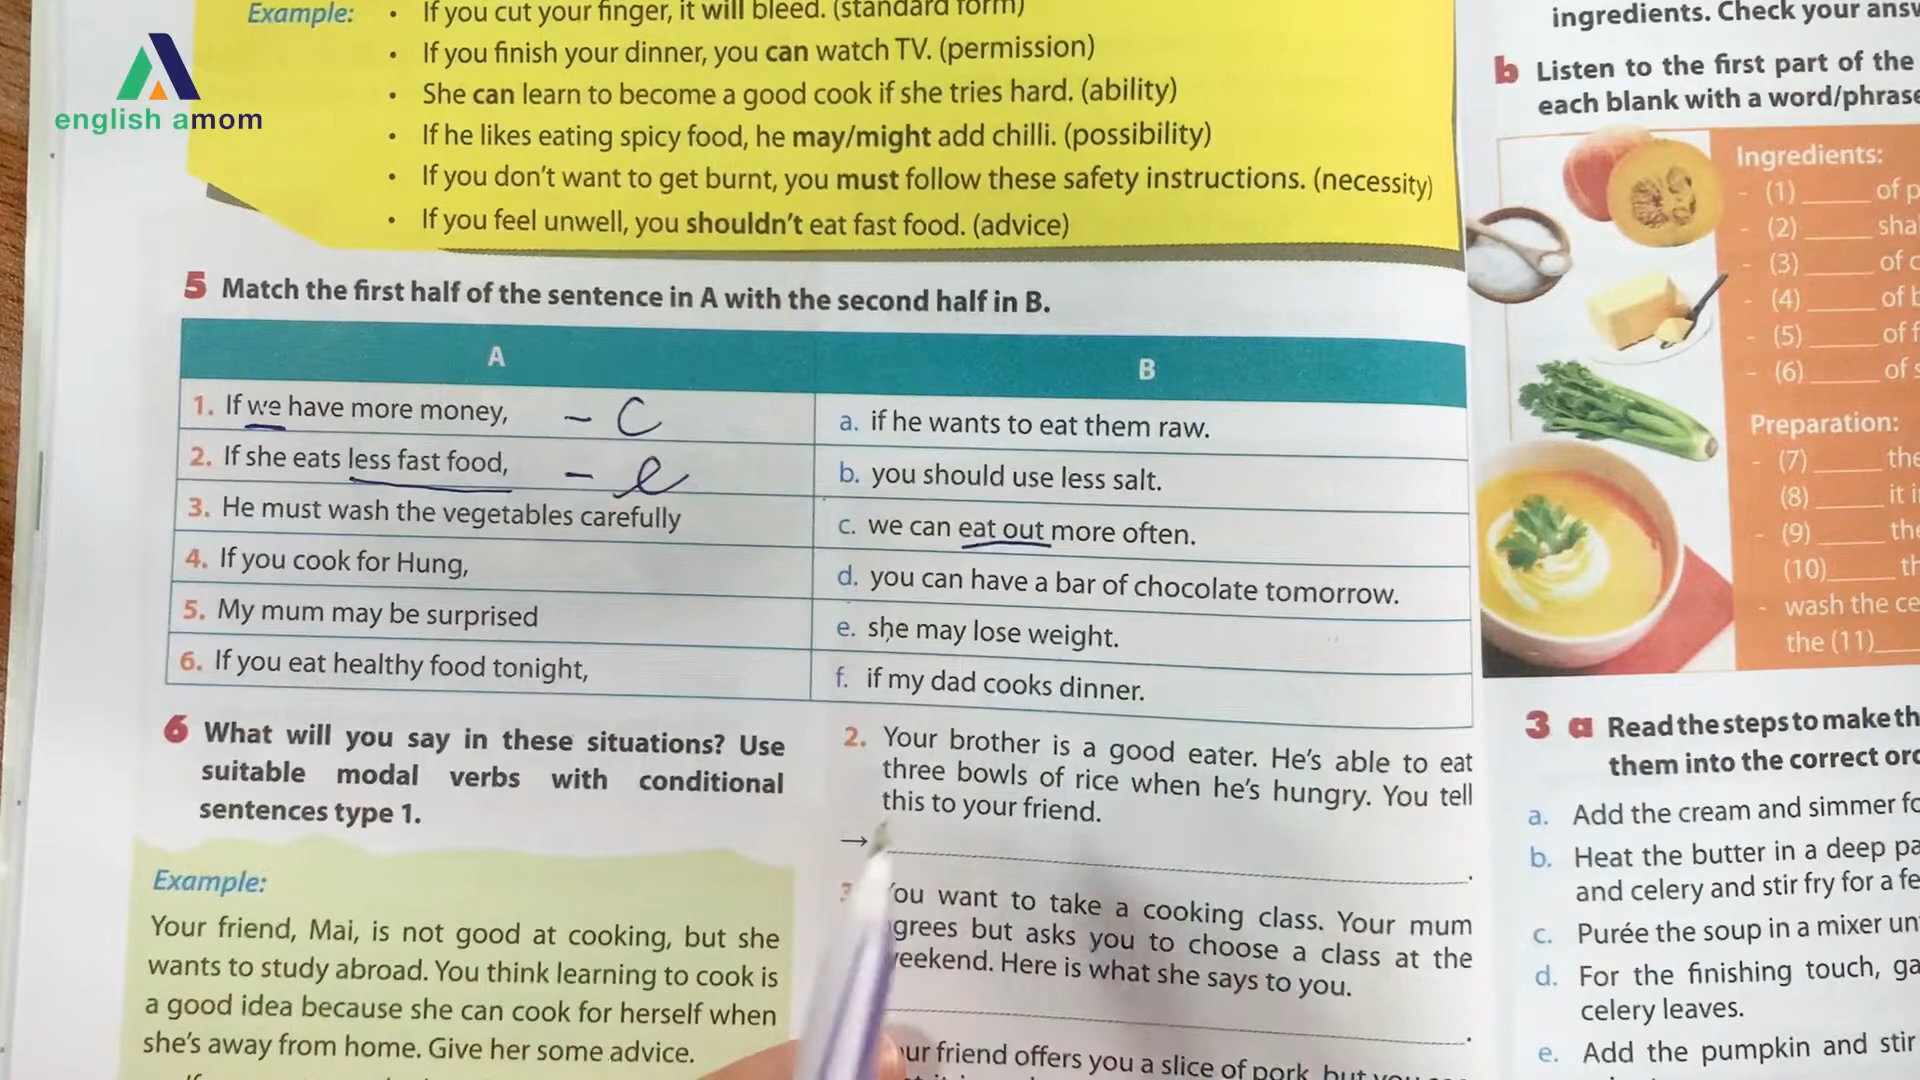 english amom
Example:
• If you cut your finger, it will bleed. (standard form)
• If you finish your dinner, you can watch TV. (permission)
• She can learn to become a good cook if she tries hard. (ability)
• If he likes eating spicy food, he may/might add chilli. (possibility)
• If you don't want to get burnt, you must follow these safety instructions. (necessity)
• If you feel unwell, you shouldn't eat fast food. (advice)
5 Match the first half of the sentence in A with the second half in B.
A
B
1. If we have more money, – C
a. if he wants to eat them raw.
2. If she eats less fast food, – e
b. you should use less salt.
3. He must wash the vegetables carefully
c. we can eat out more often.
4. If you cook for Hung,
d. you can have a bar of chocolate tomorrow.
5. My mum may be surprised
e. she may lose weight.
6. If you eat healthy food tonight,
f. if my dad cooks dinner.
6 What will you say in these situations? Use
suitable modal verbs with conditional
sentences type 1.
Example:
Your friend, Mai, is not good at cooking, but she
wants to study abroad. You think learning to cook is
a good idea because she can cook for herself when
she's away from home. Give her some advice.
2. Your brother is a good eater. He's able to eat
three bowls of rice when he's hungry. You tell
this to your friend.
→
want to take a cooking class. Your mum
but asks you to choose a class at the
Here is what she says to you.
friend offers you a slice of pork, but
ingredients. Check your
b Listen to the first part of the
each blank with a word/phrase
Ingredients:
- (1) ______ of
- (2) ______
- (3) ______ of
- (4) ______ of
- (5) ______ of
- (6) ______ of
Preparation:
- (7) ______ the
(8) ______ it
- (9) ______
(10) ______
- wash the
the (11) ____
3 a Read the steps to make
them into the correct
a. Add the cream and simmer
b. Heat the butter in a deep
and celery and stir fry for a
c. Purée the soup in a mixer
d. For the finishing touch,
celery leaves.
e. Add the pumpkin and stir